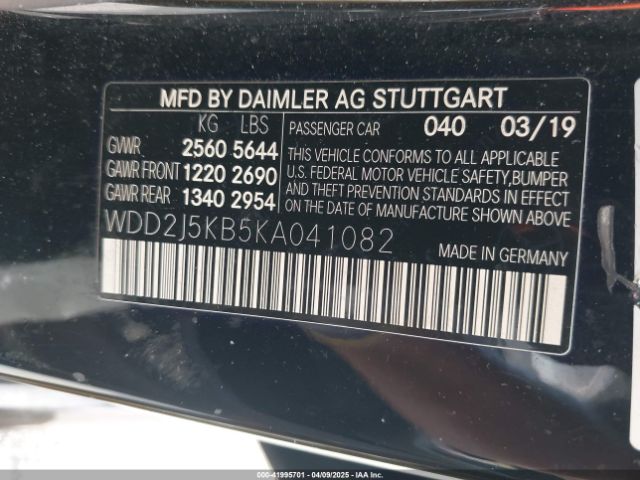 MFD BY DAIMLER AG STUTTGART
KG LBS
GVWR 2560 5644
GAWR FRONT 1220 2690
GAWR REAR 1340 2954
PASSENGER CAR 040 03/19
THIS VEHICLE CONFORMS TO ALL APPLICABLE
U.S. FEDERAL MOTOR VEHICLE SAFETY,BUMPER
AND THEFT PREVENTION STANDARDS IN EFFECT
ON THE DATE OF MANUFACTURE SHOWN ABOVE.
WDD2J5KB5KA041082
MADE IN GERMANY
000-41995701 - 04/09/2025 - IAA Inc.